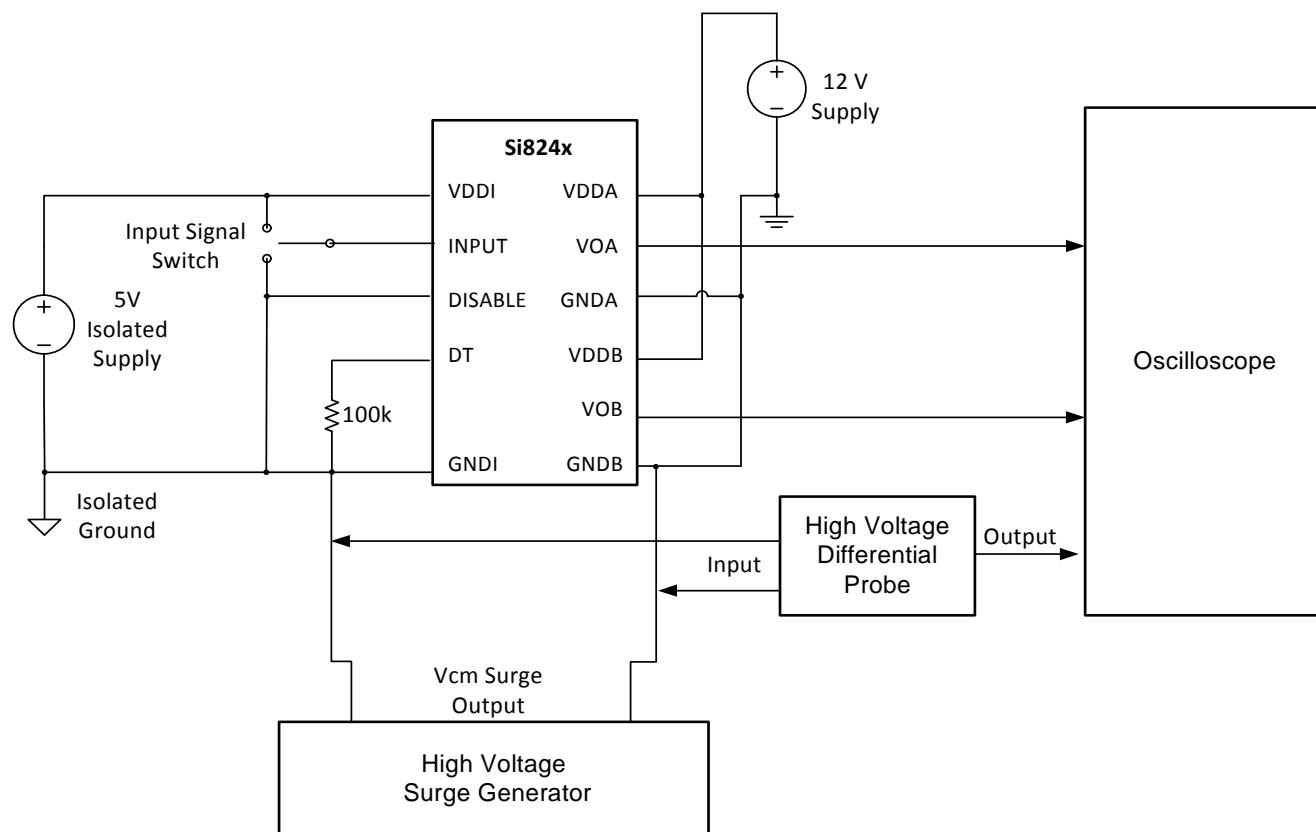 12 V
Supply
Si824x
VDDI
VDDA
Input Signal
Switch
INPUT
VOA
5V
Isolated
Supply
DISABLE
GNDA
DT
VDDB
Oscilloscope
100k
VOB
GNDI
GNDB
Isolated
Ground
High Voltage
Differential
Probe
Input
Output
Vcm Surge
Output
High Voltage
Surge Generator
+
–
+
–